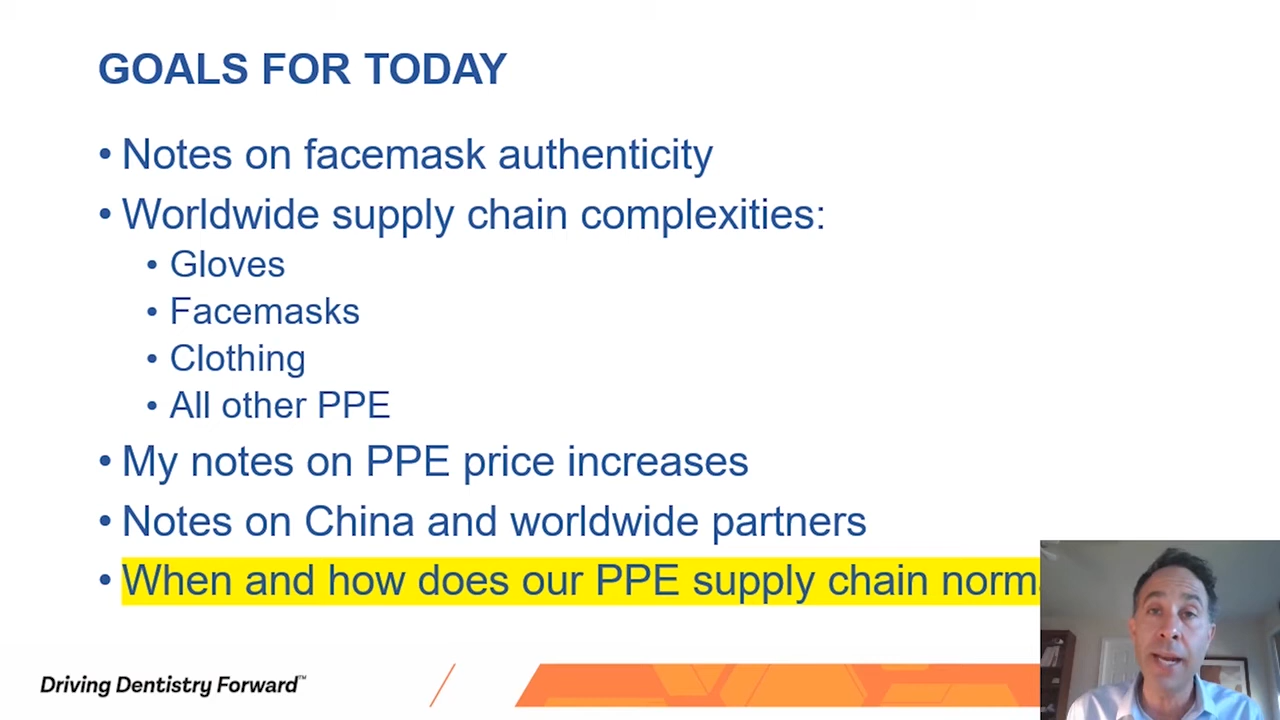 GOALS FOR TODAY
• Notes on facemask authenticity
• Worldwide supply chain complexities:
• Gloves
• Facemasks
• Clothing
• All other PPE
• My notes on PPE price increases
• Notes on China and worldwide partners
• When and how does our PPE supply chain
Driving Dentistry Forward™